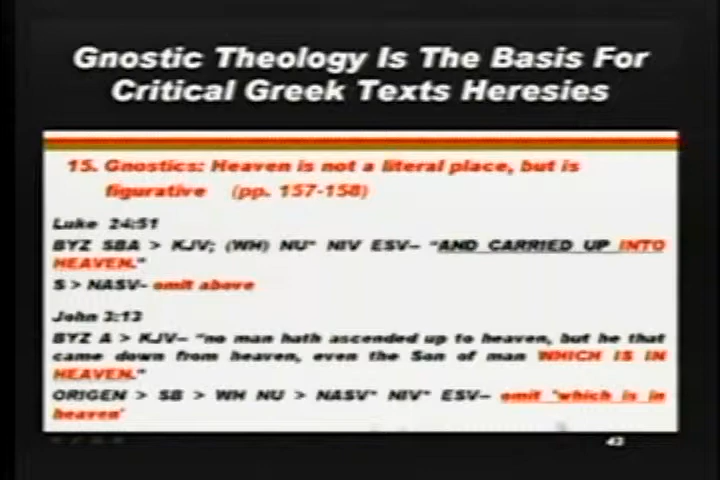 Gnostic Theology Is The Basis For
Critical Greek Texts Heresies
15. Gnostics: Heaven is not a literal place, but is
figurative (pp. 157-158)
Luke 24:51
BYZ SBA > KJV; (WH) NU* NIV ESV– "AND CARRIED UP INTO
HEAVEN."
S > NASV– omit above
John 3:13
BYZ A > KJV– "no man hath ascended up to heaven, but he that
came down from heaven, even the Son of man WHICH IS IN
HEAVEN."
ORIGEN > SB > WH NU > NASV* NIV* ESV– omit 'which is in
heaven'
43